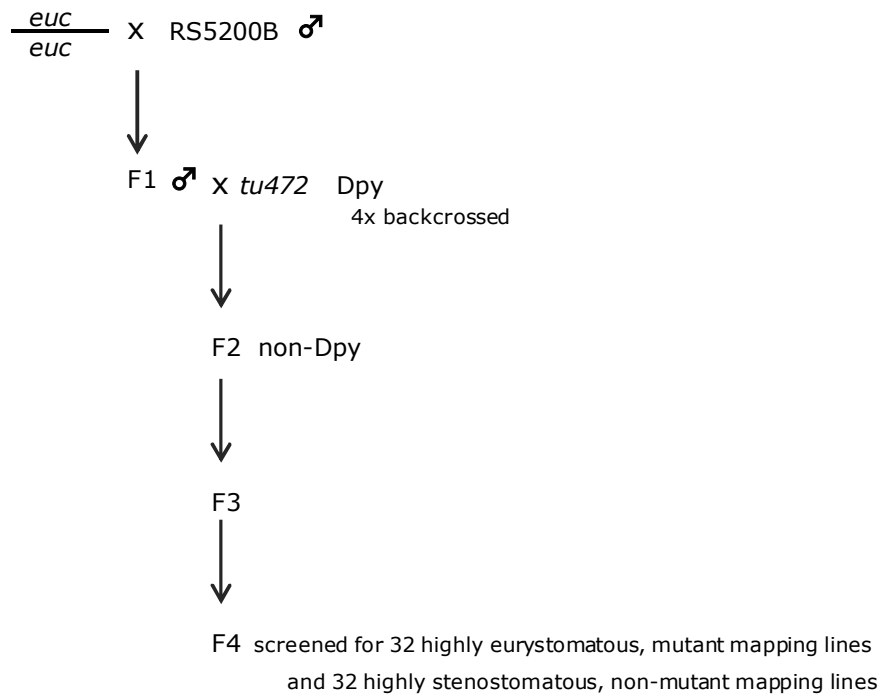 euc
euc
x RS5200B ♂
F1 ♂ x tu472 Dpy
4x backcrossed
F2 non-Dpy
F3
F4 screened for 32 highly eurystomatous, mutant mapping lines
and 32 highly stenostomatous, non-mutant mapping lines